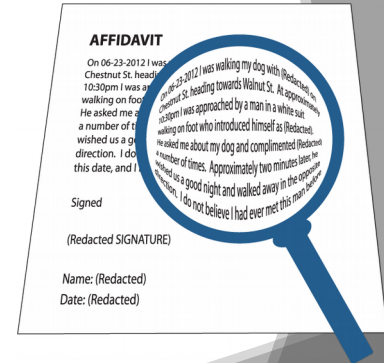 AFFIDAVIT
On 06-23-2012 I was
Chestnut St. headi
10:30pm I was a
walking on foo
He asked me a
a number of t
wished us a g
direction. I do
this date, and I
On 06-23-2012 I was walking my dog with (Redacted) on
Chestnut St. heading towards Walnut St. At approximately
10:30pm I was approached by a man in a white suit
walking on foot who introduced himself as (Redacted).
He asked me about my dog and complimented (Redacted)
a number of times. Approximately two minutes later, he
wished us a good night and walked away in the opposite
direction. I do not believe I had ever met this man before
Signed
(Redacted SIGNATURE)
Name: (Redacted)
Date: (Redacted)